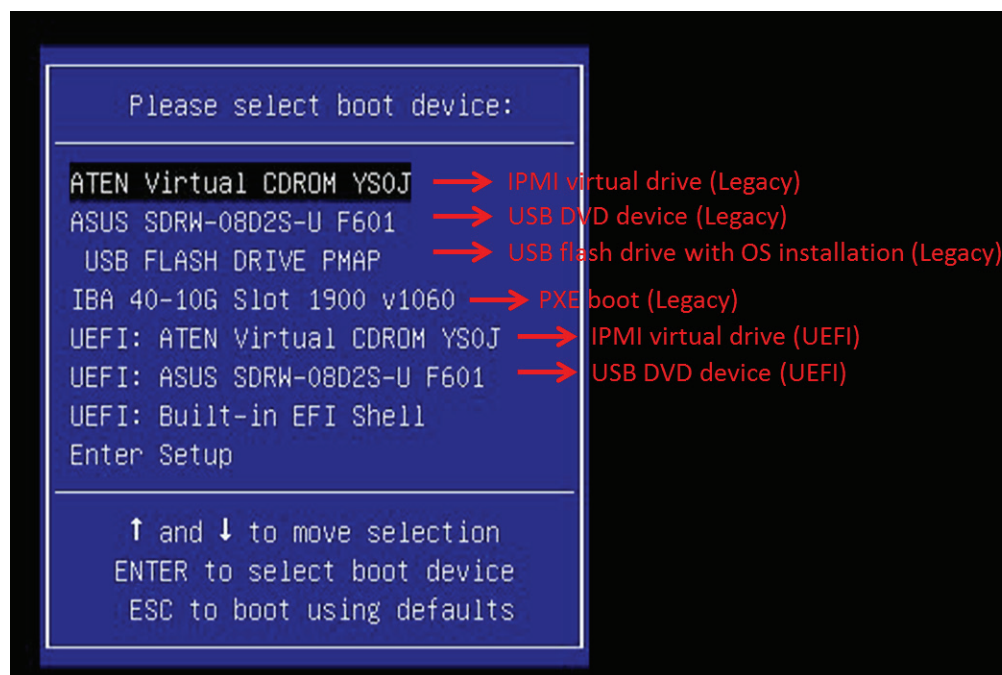 Please select boot device:
ATEN Virtual CDROM YSOJ → IPMI virtual drive (Legacy)
ASUS SDRW-08D2S-U F601 → USB DVD device (Legacy)
USB FLASH DRIVE PMAP → USB flash drive with OS installation (Legacy)
IBA 40-10G Slot 1900 v1060 → PXE boot (Legacy)
UEFI: ATEN Virtual CDROM YSOJ → IPMI virtual drive (UEFI)
UEFI: ASUS SDRW-08D2S-U F601 → USB DVD device (UEFI)
UEFI: Built-in EFI Shell
Enter Setup
↑ and ↓ to move selection
ENTER to select boot device
ESC to boot using defaults